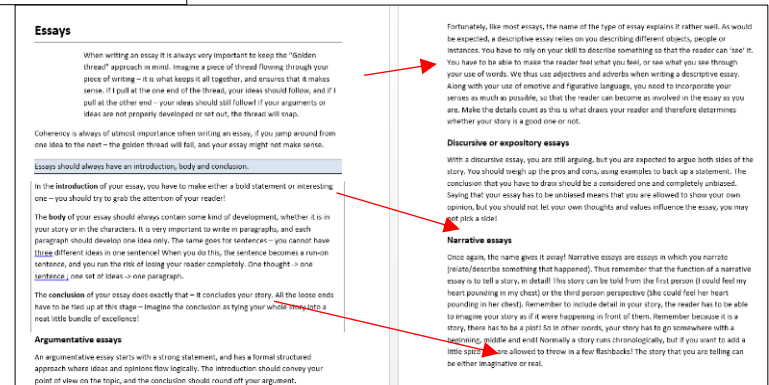 Essays
When writing an essay it is always very important to keep the "Golden
thread" approach in mind. Imagine a piece of thread flowing through your
piece of writing – it is what keeps it all together, and ensures that it makes
sense. If I pull at the one end of the thread, your ideas should follow, and if I
pull at the other end – your ideas should still follow! If your arguments or
ideas are not properly developed or set out, the thread will snap.
Coherency is always of utmost importance when writing an essay, if you jump around from
one idea to the next – the golden thread will fail, and your essay might not make sense.
Essays should always have an introduction, body and conclusion.
In the introduction of your essay, you have to make either a bold statement or interesting
one – you should try to grab the attention of your reader!
The body of your essay should always contain some kind of development, whether it is in
your story or in the characters. It is very important to write in paragraphs, and each
paragraph should develop one idea only. The same goes for sentences – you cannot have
three different ideas in one sentence! When you do this, the sentence becomes a run-on
sentence, and you run the risk of losing your reader completely. One thought -> one
sentence ; one set of ideas -> one paragraph.
The conclusion of your essay does exactly that – it concludes your story. All the loose ends
have to be tied up at this stage – imagine the conclusion as tying your whole story into a
neat little bundle of excellence!
Argumentative essays
An argumentative essay starts with a strong statement, and has a formal structured
approach where ideas and opinions flow logically. The introduction should convey your
point of view on the topic, and the conclusion should round off your argument.
Fortunately, like most essays, the name of the type of essay explains it rather well. As would
be expected, a descriptive essay relies on you describing different objects, people or
instances. You have to rely on your skill to describe something so that the reader can 'see' it.
You have to be able to make the reader feel what you feel, or see what you see through
your use of words. We thus use adjectives and adverbs when writing a descriptive essay.
Along with your use of emotive and figurative language, you need to incorporate your
senses as much as possible, so that the reader can become as involved in the essay as you
are. Make the details count as this is what draws your reader and therefore determines
whether your story is a good one or not.
Discursive or expository essays
With a discursive essay, you are still arguing, but you are expected to argue both sides of the
story. You should weigh up the pros and cons, using examples to back up a statement. The
conclusion that you have to draw should be a considered one and completely unbiased.
Saying that your essay has to be unbiased means that you are allowed to show your own
opinion, but you should not let your own thoughts and values influence the essay, you may
not pick a side!
Narrative essays
Once again, the name gives it away! Narrative essays are essays in which you narrate
(relate/describe something that happened). Thus remember that the function of a narrative
essay is to tell a story, in detail! This story can be told from the first person (I could feel my
heart pounding in my chest) or the third person perspective (She could feel her heart
pounding in her chest). Remember to include detail in your story, the reader has to be able
to imagine your story as if it were happening in front of them. Remember because it is a
story, there has to be a plot! So in other words, your story has to go somewhere with a
beginning, middle and end! Normally a story runs chronologically, but if you want to add a
little spice are allowed to throw in a few flashbacks! The story that you are telling can
be either imaginative or real.